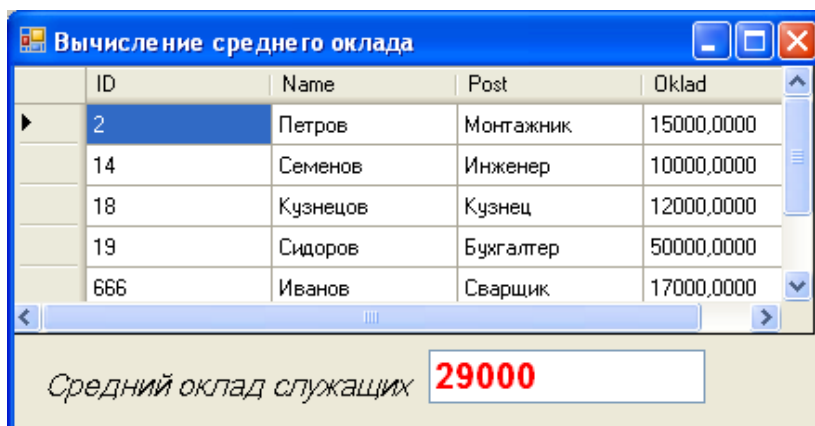 Вычисление среднего оклада
ID Name Post Oklad
2 Петров Монтажник 15000,0000
14 Семенов Инженер 10000,0000
18 Кузнецов Кузнец 12000,0000
19 Сидоров Бухгалтер 50000,0000
666 Иванов Сварщик 17000,0000
Средний оклад служащих 29000